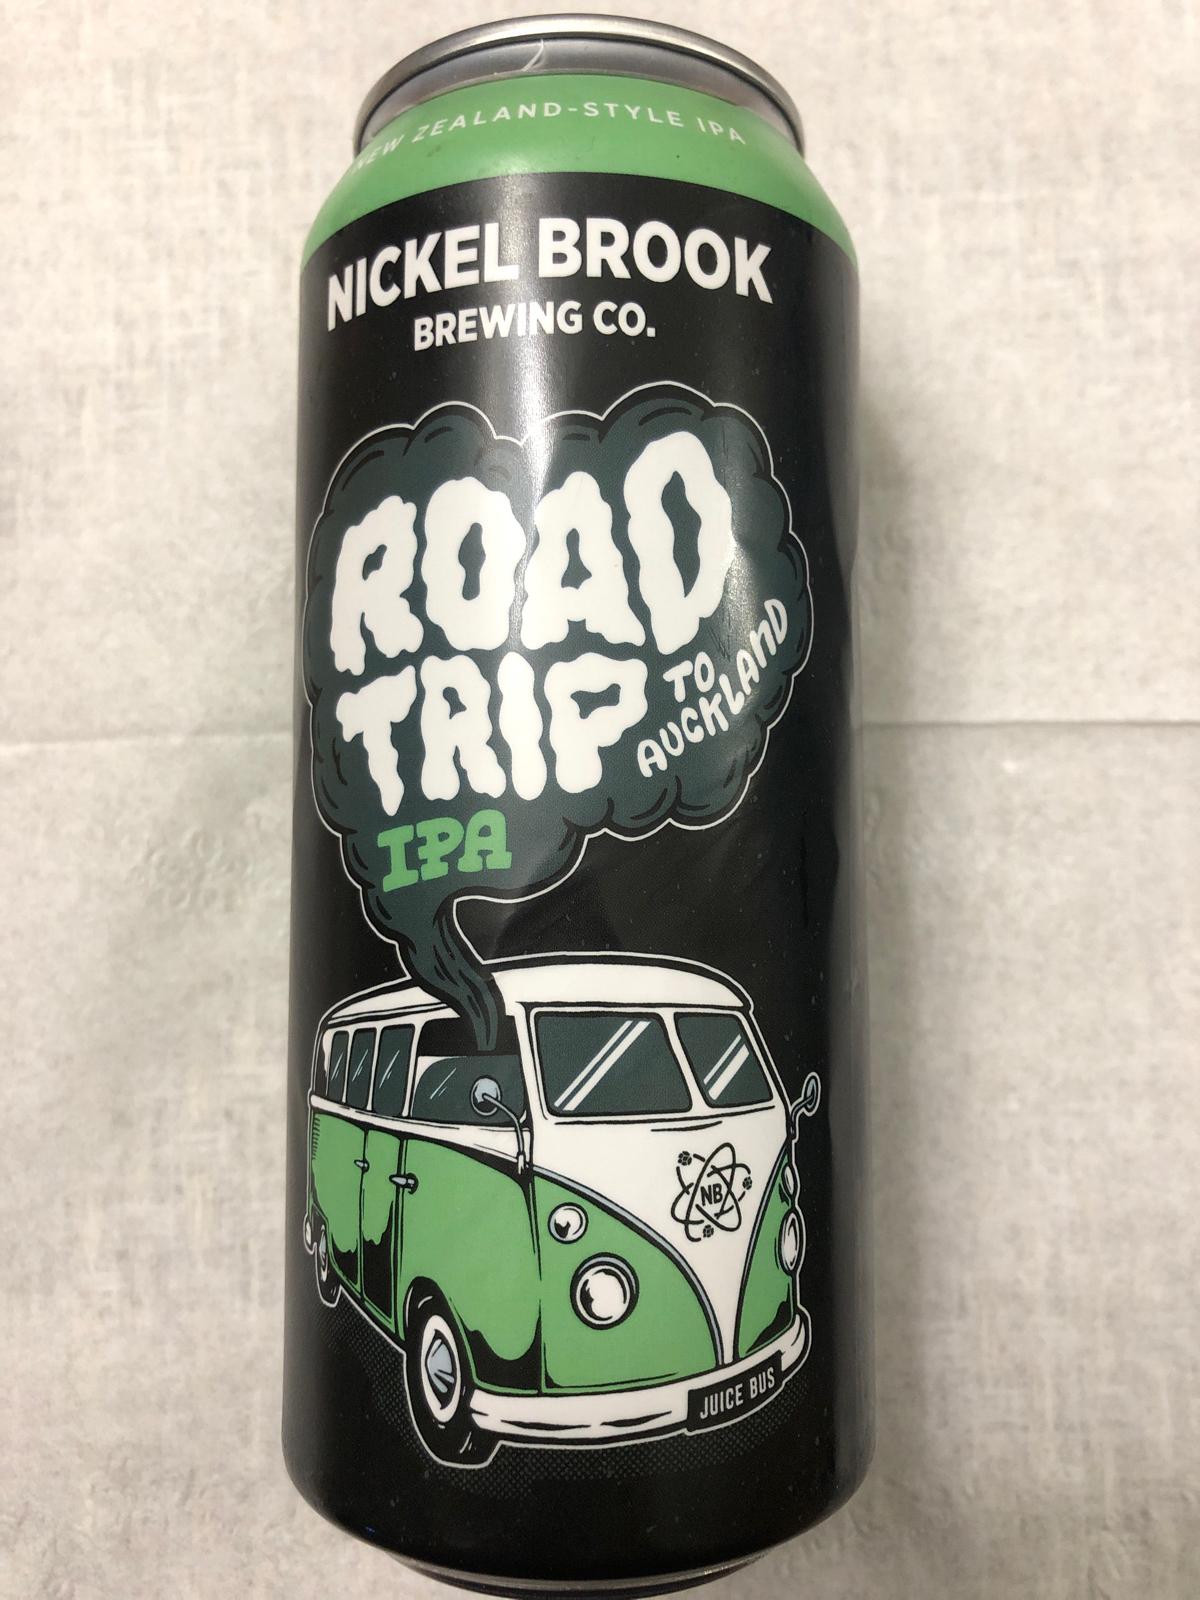 NEW ZEALAND-STYLE IPA
NICKEL BROOK
BREWING CO.
ROAD
TRIP
TO
AUCKLAND
IPA
NB
JUICE BUS